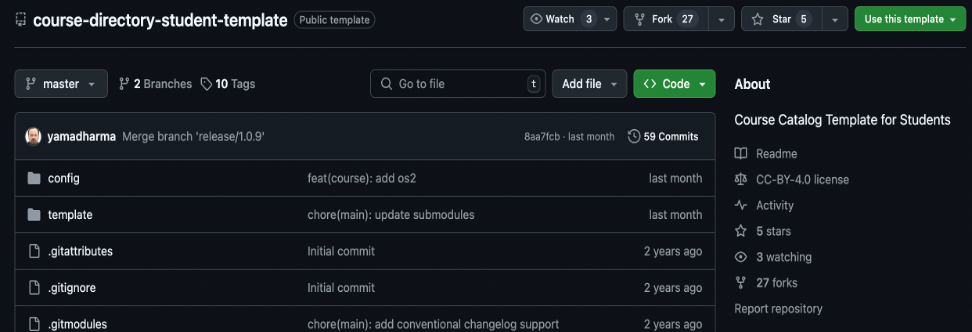 course-directory-student-template Public template Watch 3 Fork 27 Star 5 Use this template
master 2 Branches 10 Tags Go to file t Add file Code
yamadharma Merge branch 'release/1.0.9' 8aa7fcb · last month 59 Commits
config feat(course): add os2 last month
template chore(main): update submodules last month
.gitattributes Initial commit 2 years ago
.gitignore Initial commit 2 years ago
.gitmodules chore(main): add conventional changelog support 2 years ago
About
Course Catalog Template for Students
Readme
CC-BY-4.0 license
Activity
5 stars
3 watching
27 forks
Report repository